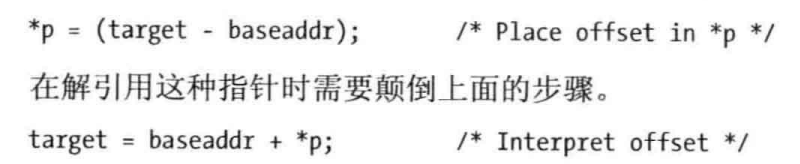 *p = (target - baseaddr);        /* Place offset in *p */
在解引用这种指针时需要颠倒上面的步骤。
target = baseaddr + *p;        /* Interpret offset */